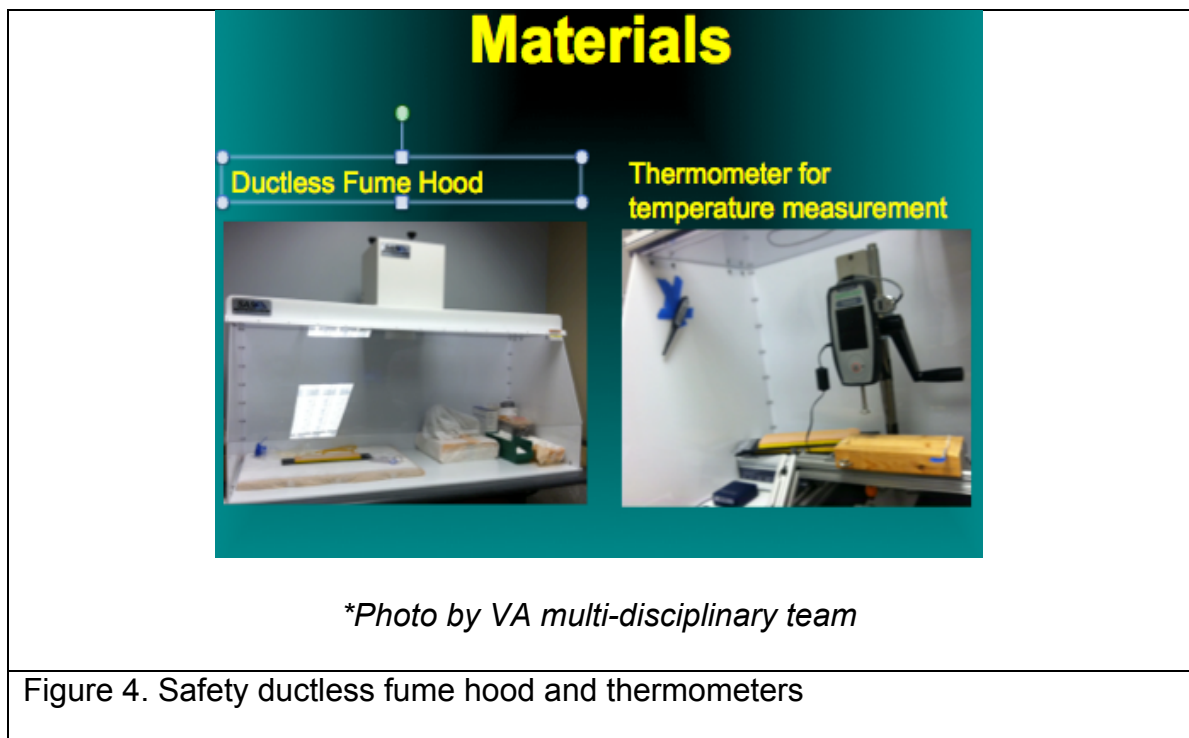 Materials
Ductless Fume Hood
Thermometer for
temperature measurement
*Photo by VA multi-disciplinary team
Figure 4. Safety ductless fume hood and thermometers